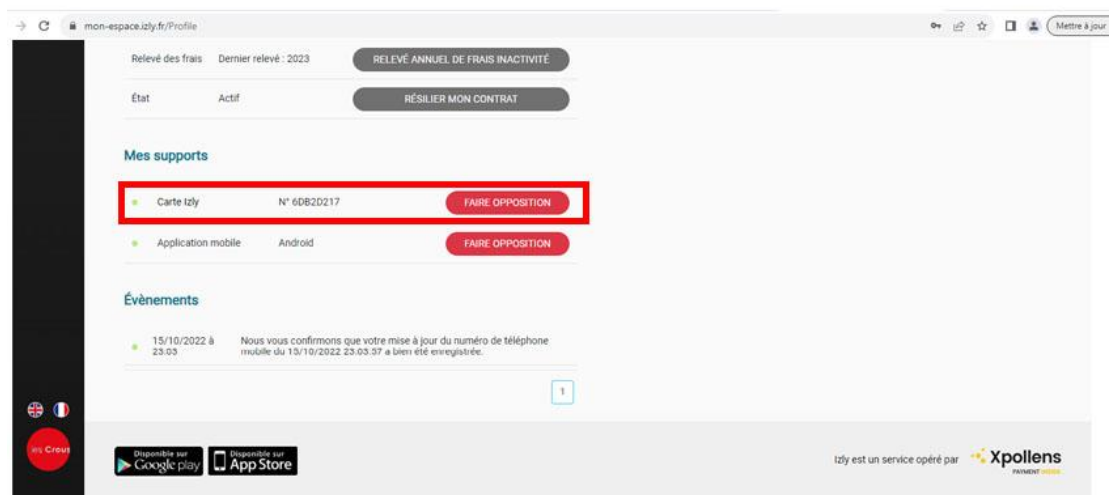 mon-espace.izly.fr/Profile
Mettre à jour
Relevé des frais Dernier relevé : 2023 RELEVÉ ANNUEL DE FRAIS INACTIVITÉ
État Actif RÉSILIER MON CONTRAT
Mes supports
Carte Izly N° 6DB2D217 FAIRE OPPOSITION
Application mobile Android FAIRE OPPOSITION
Évènements
15/10/2022 à Nous vous confirmons que votre mise à jour du numéro de téléphone
23:03 mobile du 15/10/2022 23:03:37 a bien été enregistrée.
1
les Crous
Disponible sur
Google play
Disponible sur
App Store
Izly est un service opéré par Xpollens
PAYMENT